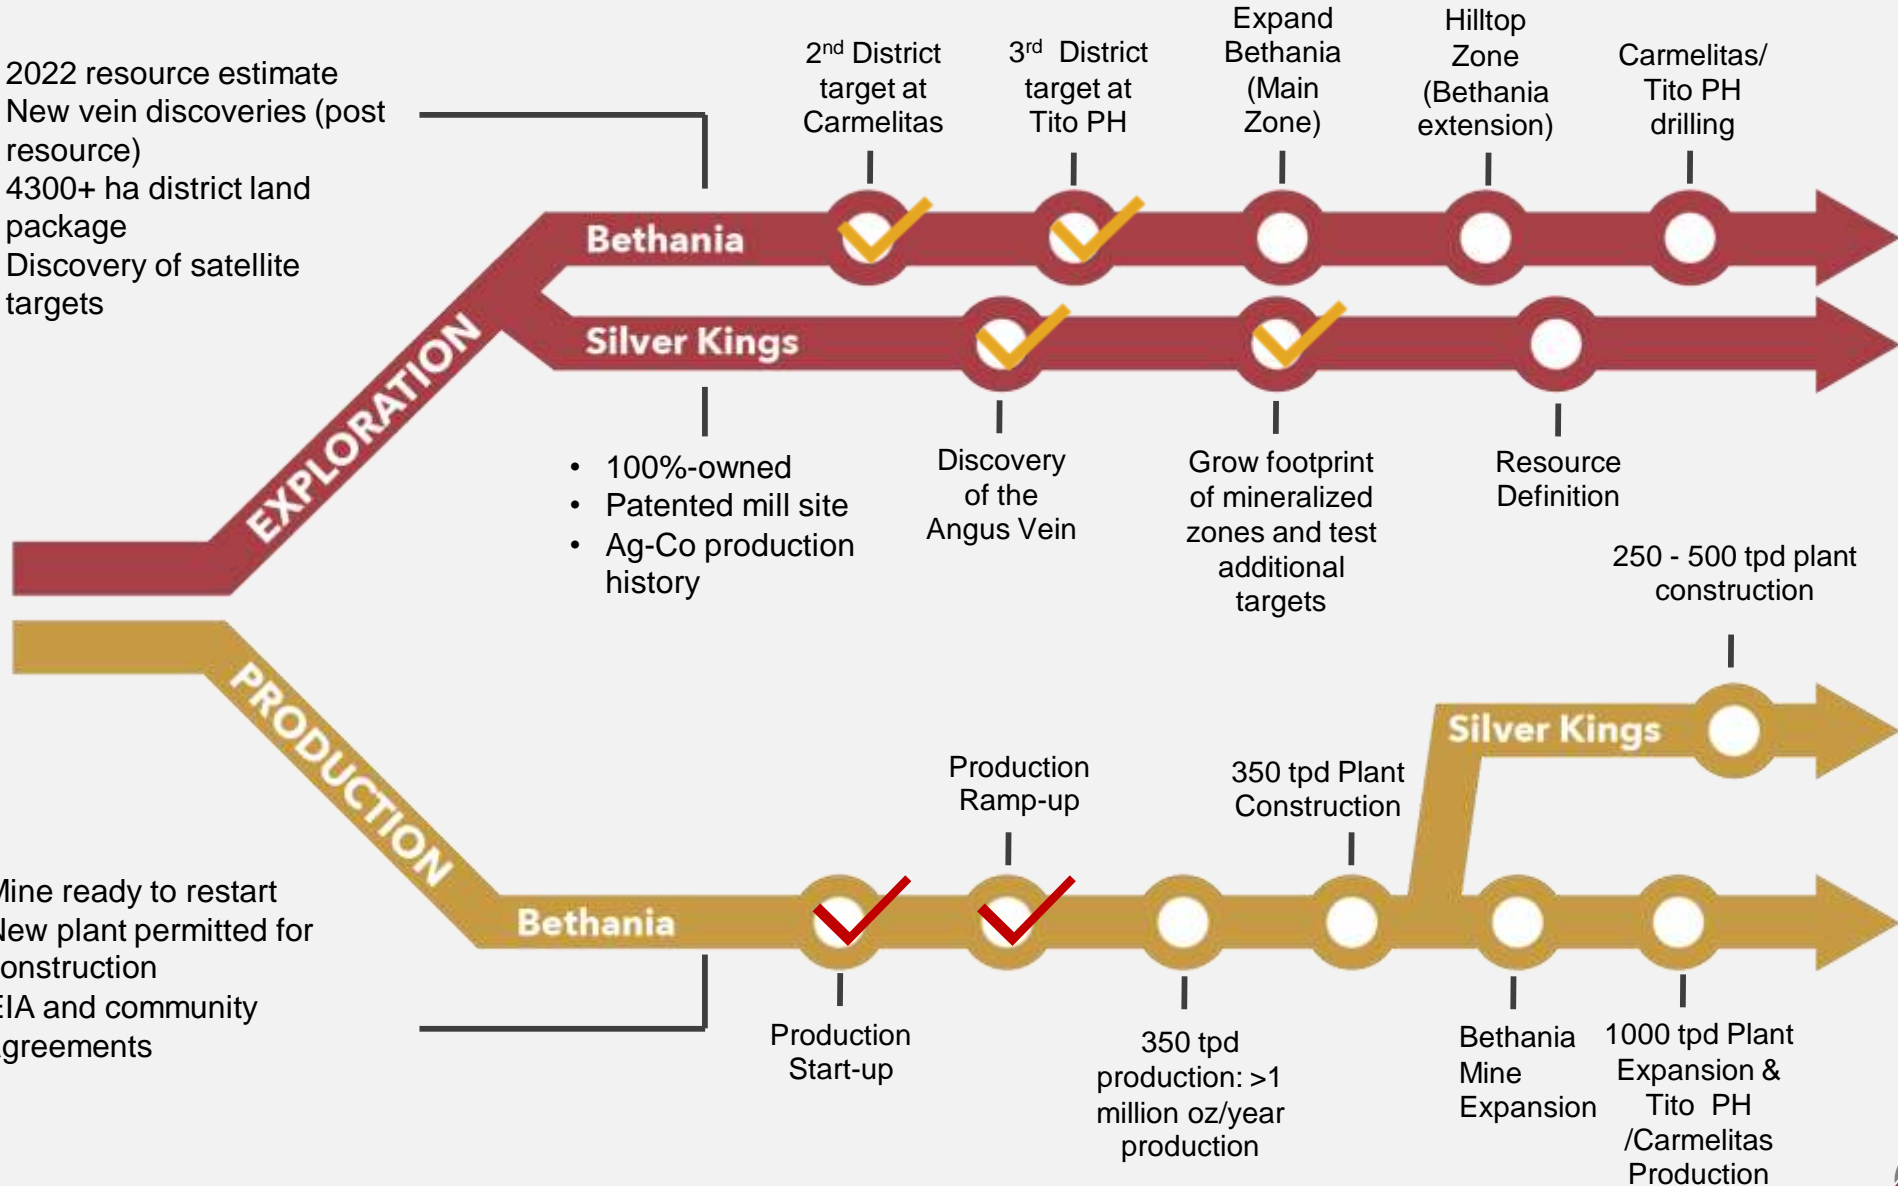 2022 resource estimate
New vein discoveries (post
resource)
4300+ ha district land
package
Discovery of satellite
targets
2nd District
target at
Carmelitas
3rd District
target at
Tito PH
Expand
Bethania
(Main
Zone)
Hilltop
Zone
(Bethania
extension)
Carmelitas/
Tito PH
drilling
Bethania
Silver Kings
EXPLORATION
• 100%-owned
• Patented mill site
• Ag-Co production
history
Discovery
of the
Angus Vein
Grow footprint
of mineralized
zones and test
additional
targets
Resource
Definition
250 - 500 tpd plant
construction
PRODUCTION
Silver Kings
Production
Ramp-up
350 tpd Plant
Construction
Mine ready to restart
New plant permitted for
construction
EIA and community
agreements
Bethania
Production
Start-up
350 tpd
production: >1
million oz/year
production
Bethania
Mine
Expansion
1000 tpd Plant
Expansion &
Tito PH
/Carmelitas
Production